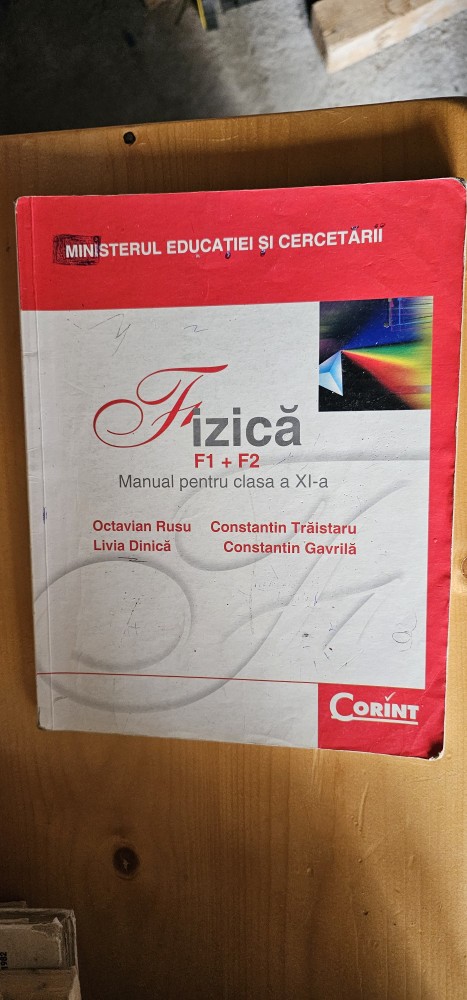 MINISTERUL EDUCAȚIEI ȘI CERCETĂRII
Fizică
F1 + F2
Manual pentru clasa a XI-a
Octavian Rusu Constantin Trăistaru
Livia Dinică Constantin Gavrilă
CORINT
1982